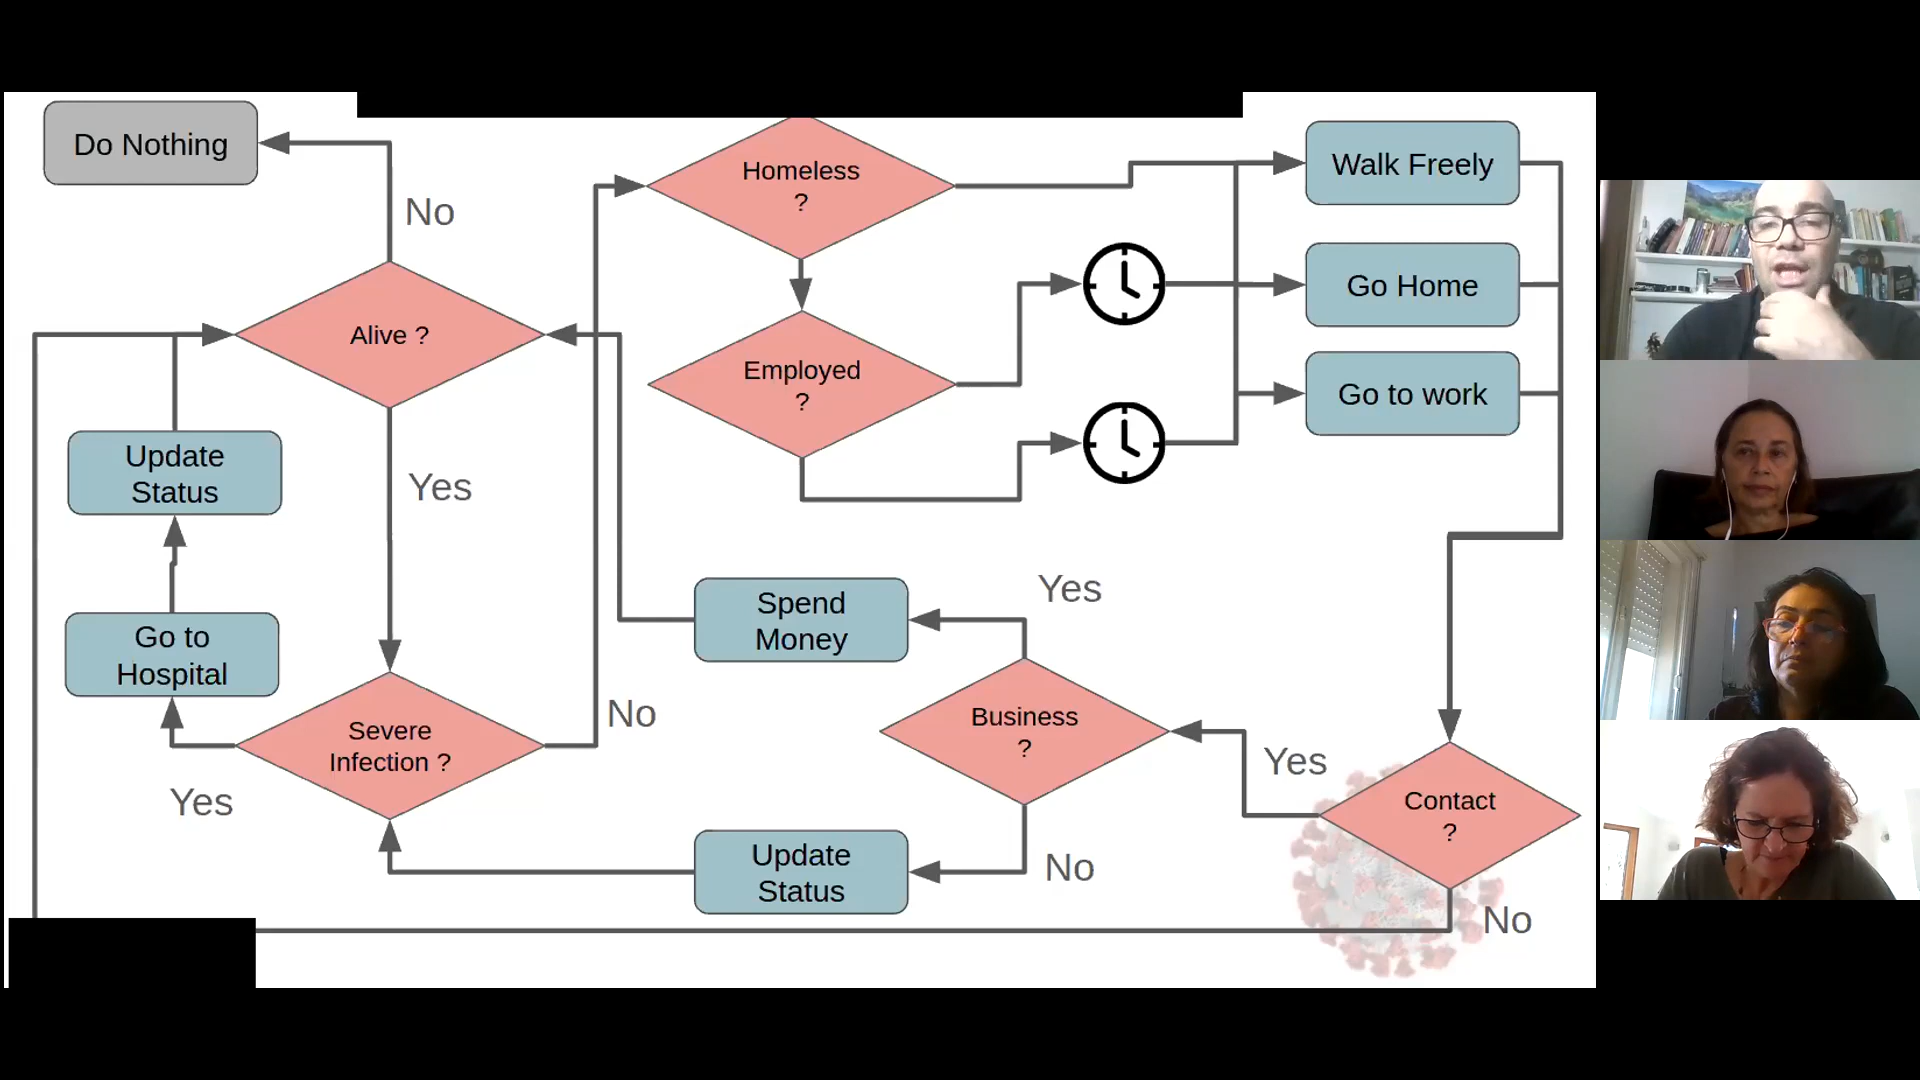 Do Nothing
No
Homeless
?
Walk Freely
Go Home
Alive ?
Employed
?
Go to work
Update
Status
Yes
Spend
Money
Yes
Go to
Hospital
No
Severe
Infection ?
Business
?
Yes
Yes
Contact
?
Update
Status
No
No